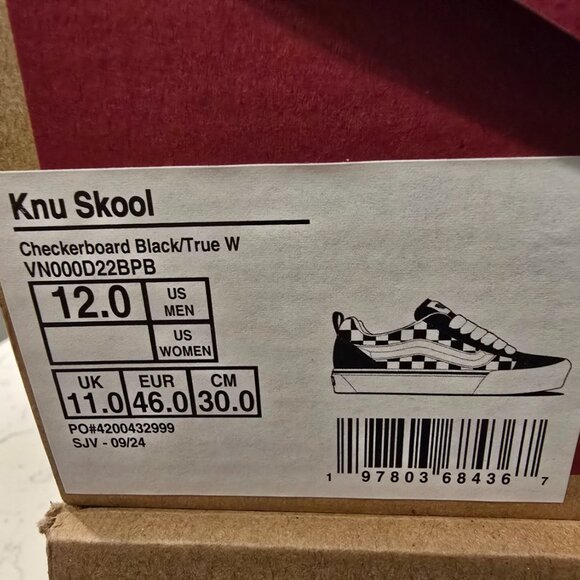 Knu Skool
Checkerboard Black/True W
VN000D22BPB
12.0 US MEN
US WOMEN
UK EUR CM
11.0 46.0 30.0
PO#4200432999
SJV - 09/24
1 97803 68436 7